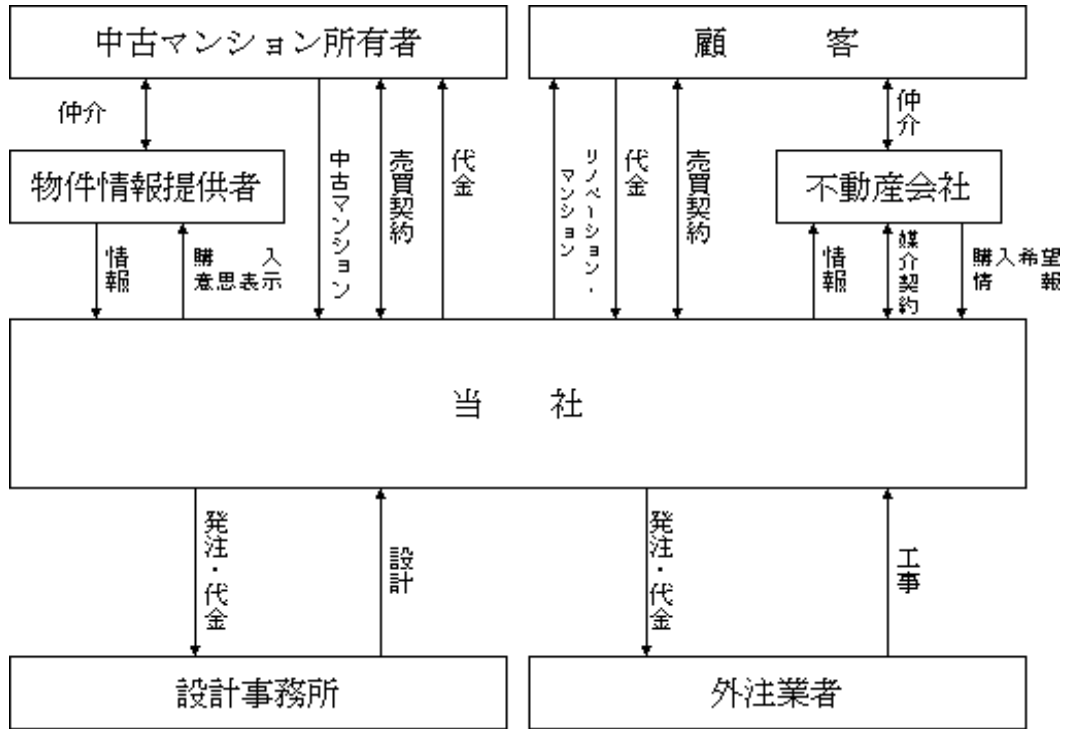 中古マンション所有者
顧 客
仲介
仲介
物件情報提供者
不動産会社
中古マンション
売買契約
代金
リノベーション・
マンション
代金
売買契約
情報
購 入
意思表示
情報
媒介契約
購入希望
情 報
当 社
発注・代金
設計
発注・代金
工事
設計事務所
外注業者